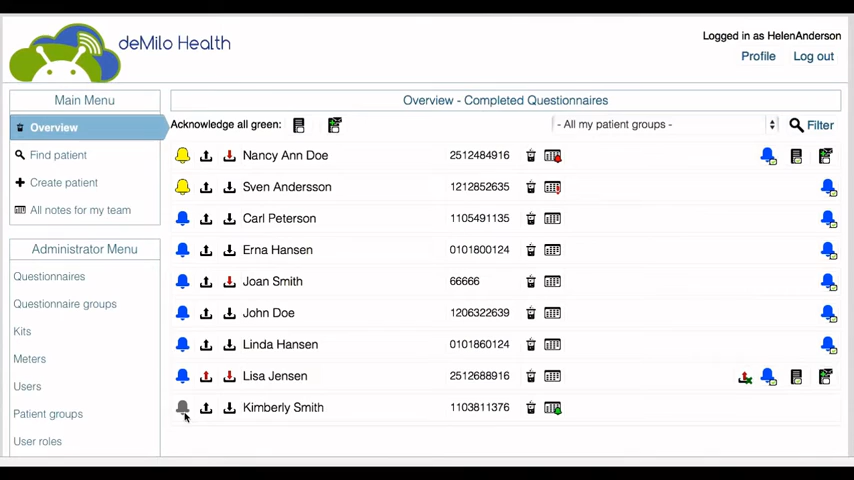 deMilo Health
Logged in as HelenAnderson
Profile Log out
Main Menu
Overview
Find patient
Create patient
All notes for my team
Administrator Menu
Questionnaires
Questionnaire groups
Kits
Meters
Users
Patient groups
User roles
Overview - Completed Questionnaires
Acknowledge all green: - All my patient groups - Filter
Nancy Ann Doe 2512484916
Sven Andersson 1212852635
Carl Peterson 1105491135
Erna Hansen 0101800124
Joan Smith 66666
John Doe 1206322639
Linda Hansen 0101860124
Lisa Jensen 2512688916
Kimberly Smith 1103811376